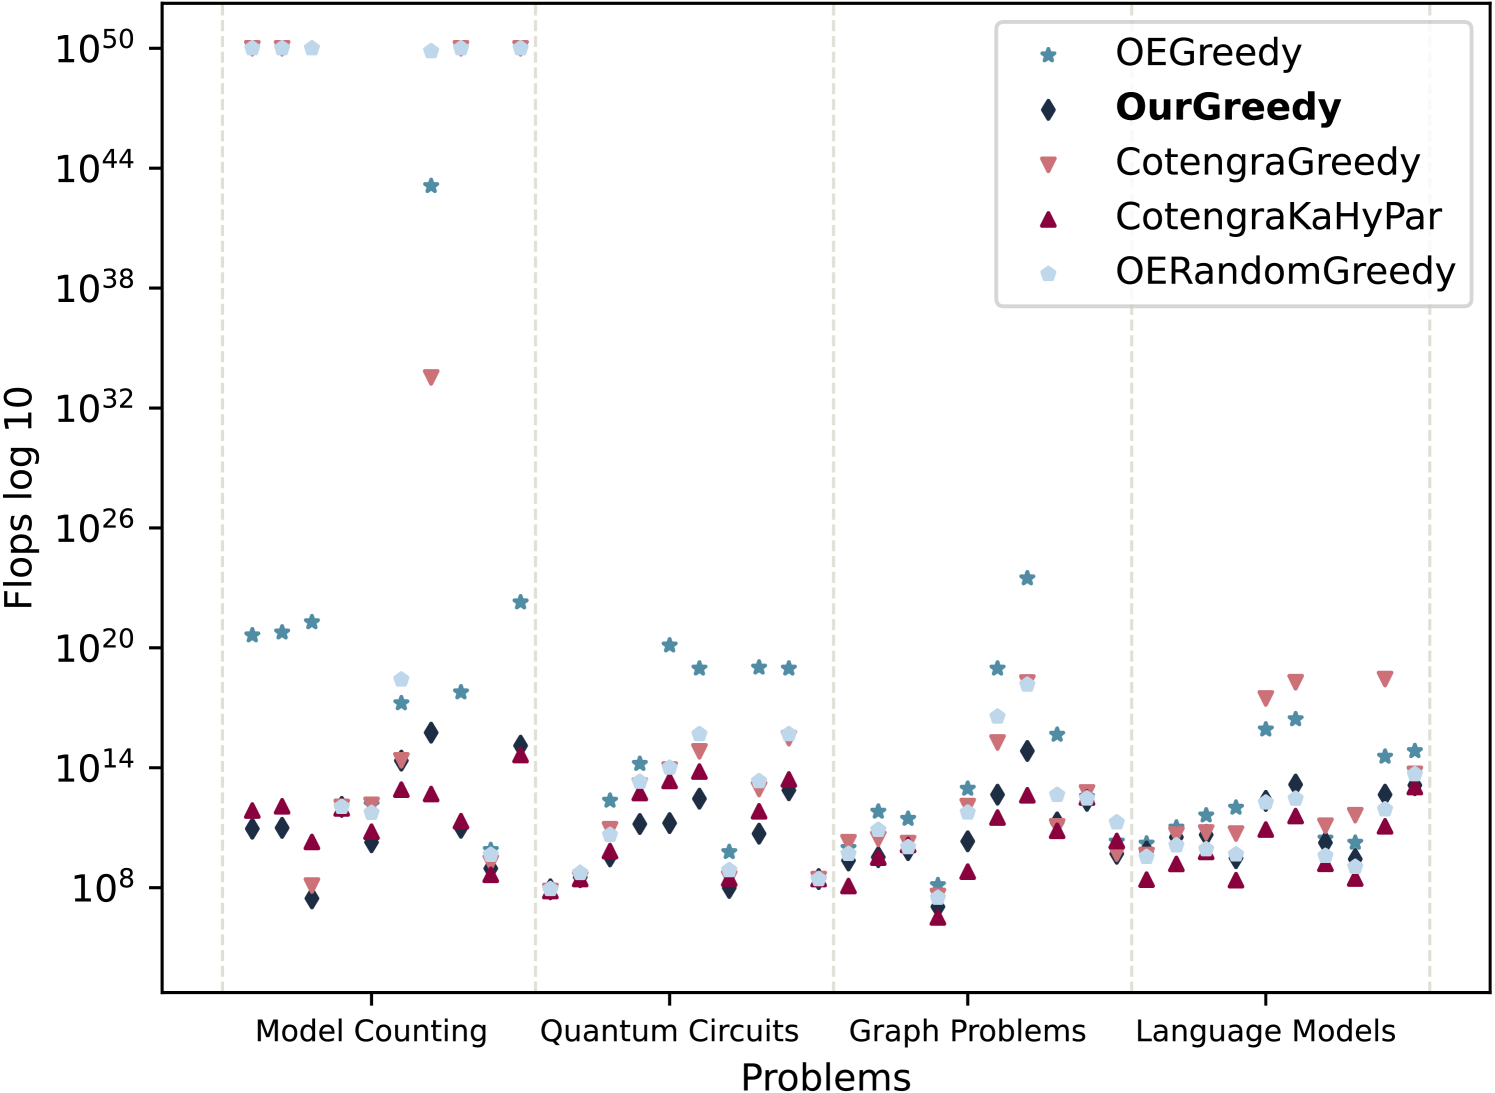 10^50
10^44
10^38
10^32
10^26
10^20
10^14
10^8
Flops log 10
OEGreedy
OurGreedy
CotengraGreedy
CotengraKaHyPar
OERandomGreedy
Model Counting
Quantum Circuits
Graph Problems
Language Models
Problems